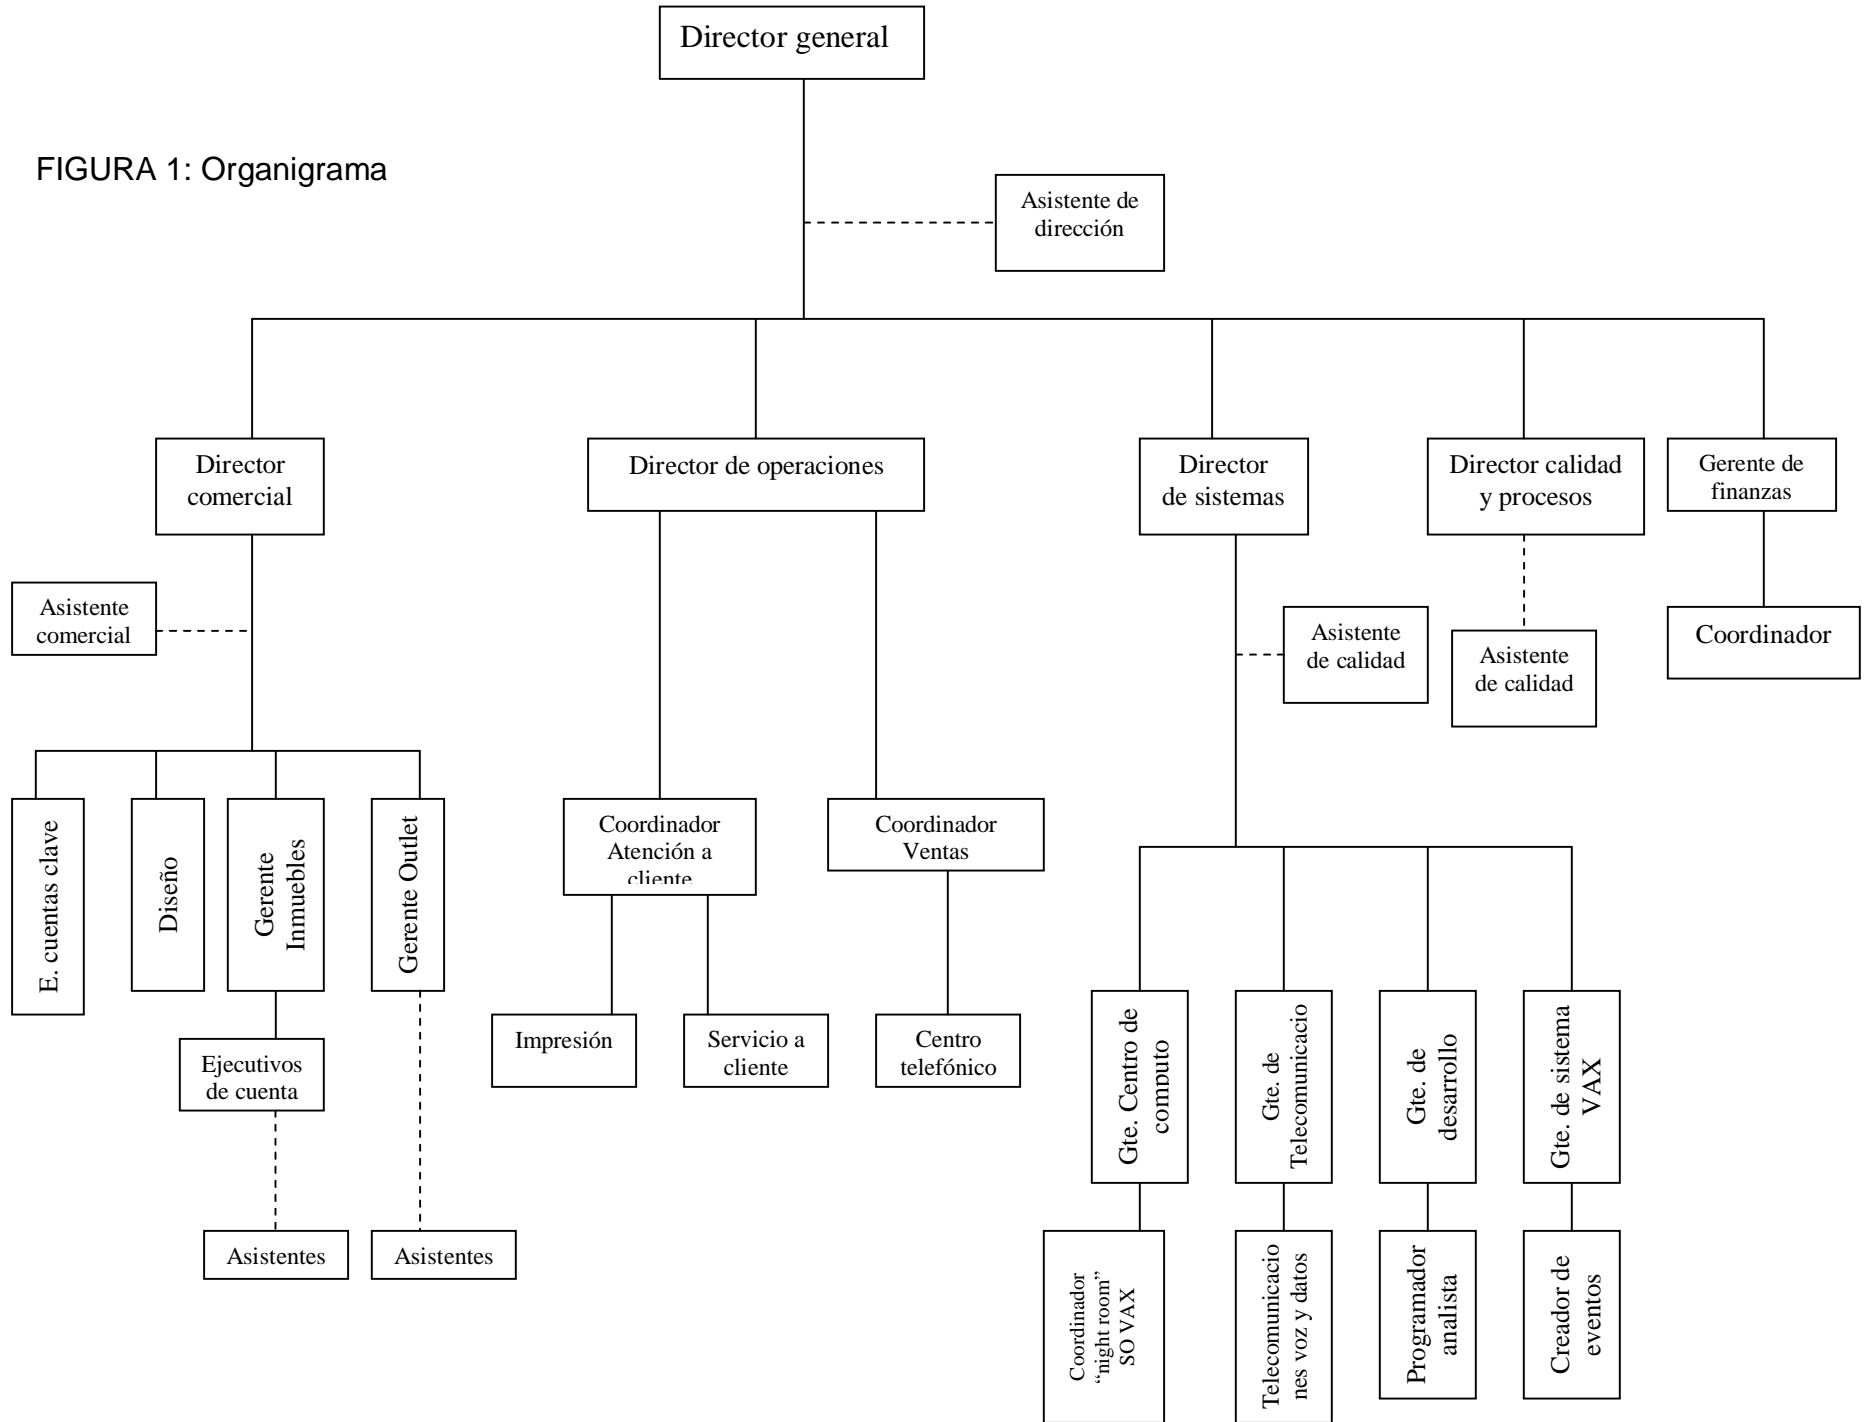 Director general
FIGURA 1: Organigrama
Asistente de
dirección
Director
comercial
Director de operaciones
Director
de sistemas
Director calidad
y procesos
Gerente de
finanzas
Asistente
comercial
Asistente
de calidad
Asistente
de calidad
Coordinador
E. cuentas clave
Diseño
Gerente
Inmuebles
Gerente Outlet
Coordinador
Atención a
cliente
Coordinador
Ventas
Impresión
Servicio a
cliente
Centro
telefónico
Ejecutivos
de cuenta
Gte. Centro de
computo
Gte. de
Telecomunicacio
Gte. de
desarrollo
Gte. de sistema
VAX
Asistentes
Asistentes
Coordinador
“night room”
SO VAX
Telecomunicacio
nes voz y datos
Programador
analista
Creador de
eventos